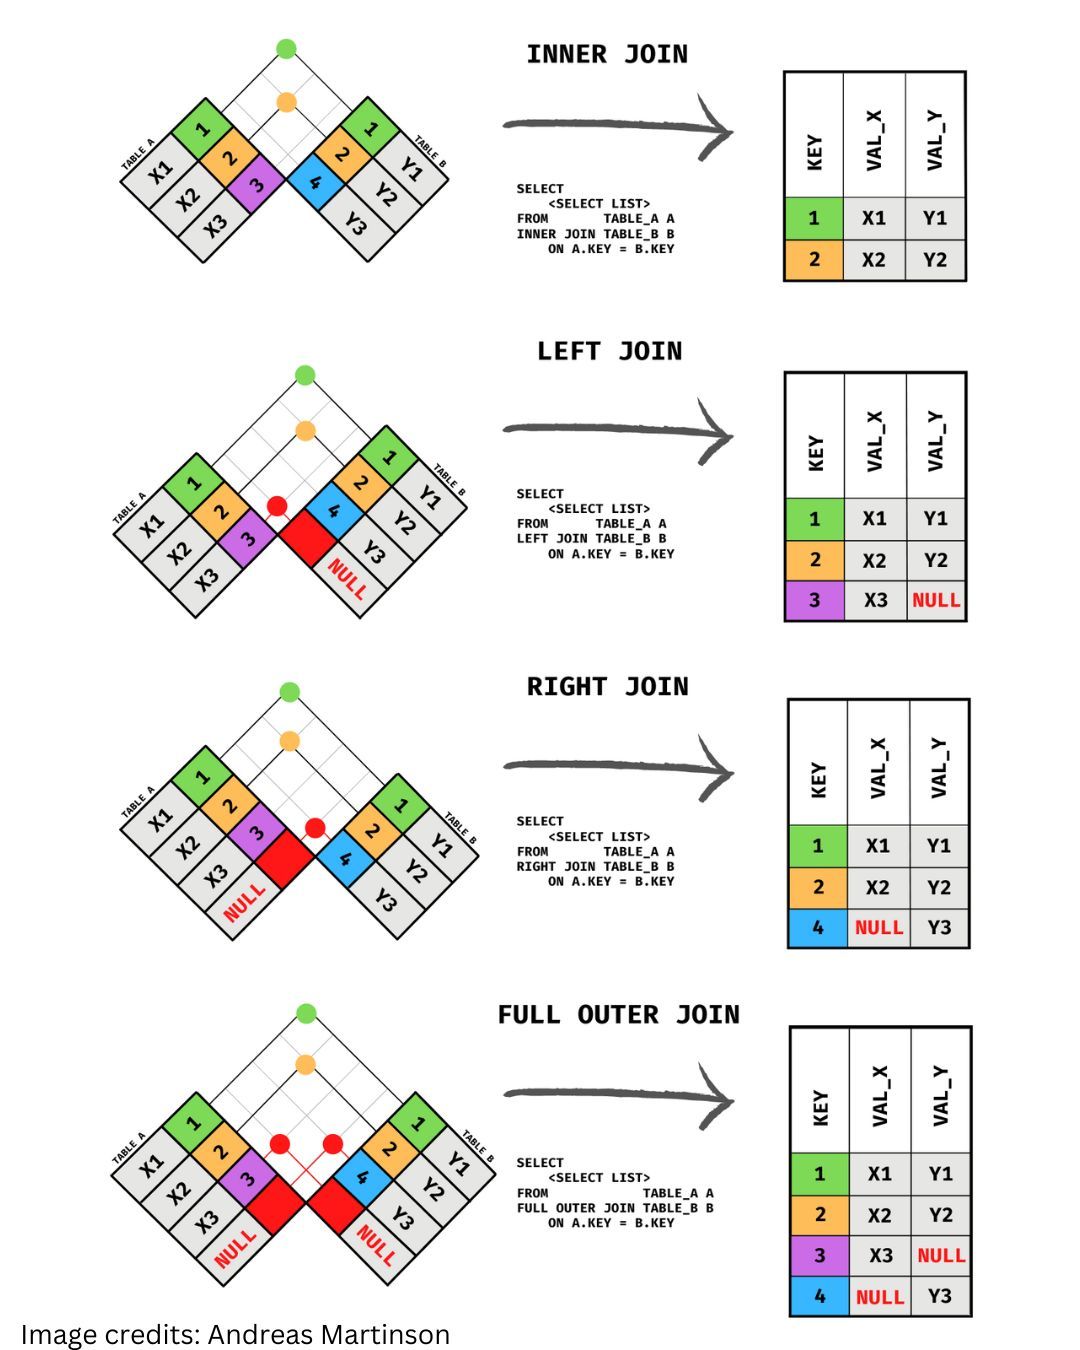 INNER JOIN
TABLE A
1
2
3
X1
X2
X3
TABLE B
1
2
4
Y1
Y2
Y3
SELECT
<SELECT LIST>
FROM TABLE_A A
INNER JOIN TABLE_B B
ON A.KEY = B.KEY
KEY VAL_X VAL_Y
1 X1 Y1
2 X2 Y2
LEFT JOIN
TABLE A
1
2
3
X1
X2
X3
TABLE B
1
2
4
Y1
Y2
Y3
NULL
SELECT
<SELECT LIST>
FROM TABLE_A A
LEFT JOIN TABLE_B B
ON A.KEY = B.KEY
KEY VAL_X VAL_Y
1 X1 Y1
2 X2 Y2
3 X3 NULL
RIGHT JOIN
TABLE A
1
2
3
X1
X2
X3
NULL
TABLE B
1
2
4
Y1
Y2
Y3
SELECT
<SELECT LIST>
FROM TABLE_A A
RIGHT JOIN TABLE_B B
ON A.KEY = B.KEY
KEY VAL_X VAL_Y
1 X1 Y1
2 X2 Y2
4 NULL Y3
FULL OUTER JOIN
TABLE A
1
2
3
X1
X2
X3
NULL
TABLE B
1
2
4
Y1
Y2
Y3
NULL
SELECT
<SELECT LIST>
FROM TABLE_A A
FULL OUTER JOIN TABLE_B B
ON A.KEY = B.KEY
KEY VAL_X VAL_Y
1 X1 Y1
2 X2 Y2
3 X3 NULL
4 NULL Y3
Image credits: Andreas Martinson